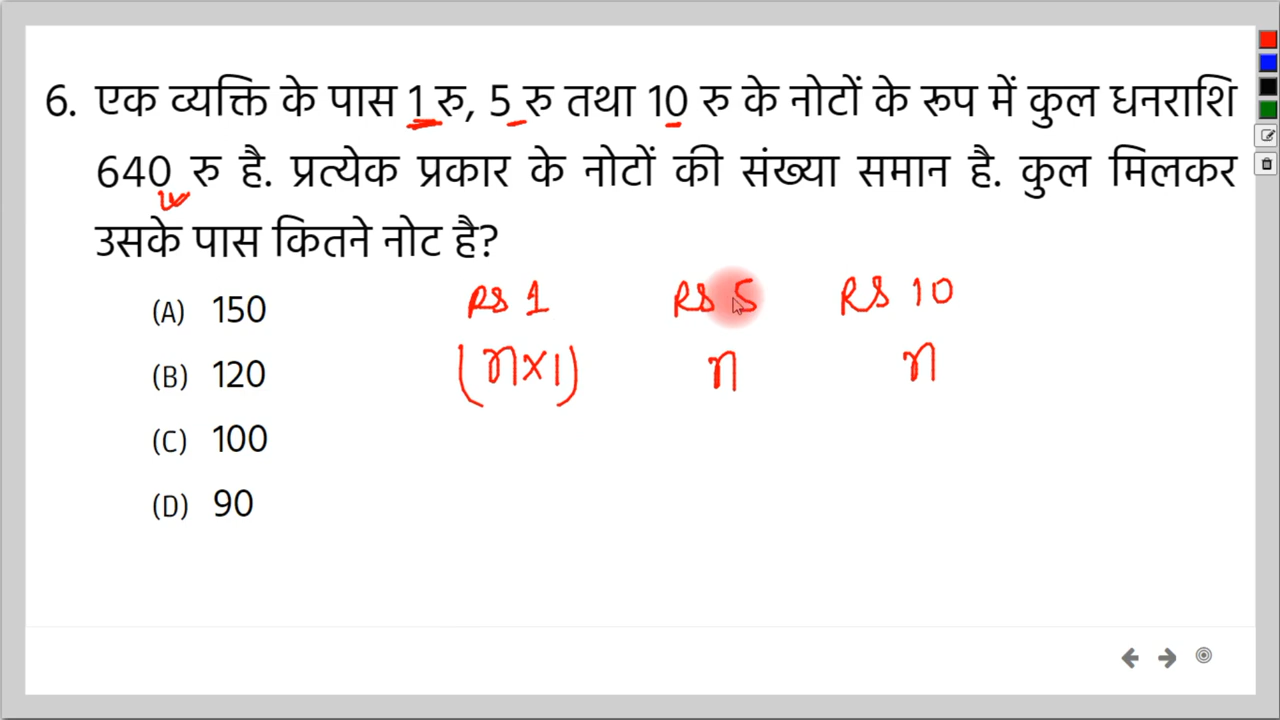 6. एक व्यक्ति के पास 1 रु, 5 रु तथा 10 रु के नोटों के रूप में कुल धनराशि
640 रु है. प्रत्येक प्रकार के नोटों की संख्या समान है. कुल मिलकर
उसके पास कितने नोट है?
(A) 150
(B) 120
(C) 100
(D) 90
RS 1 RS 5 RS 10
(n×1) n n